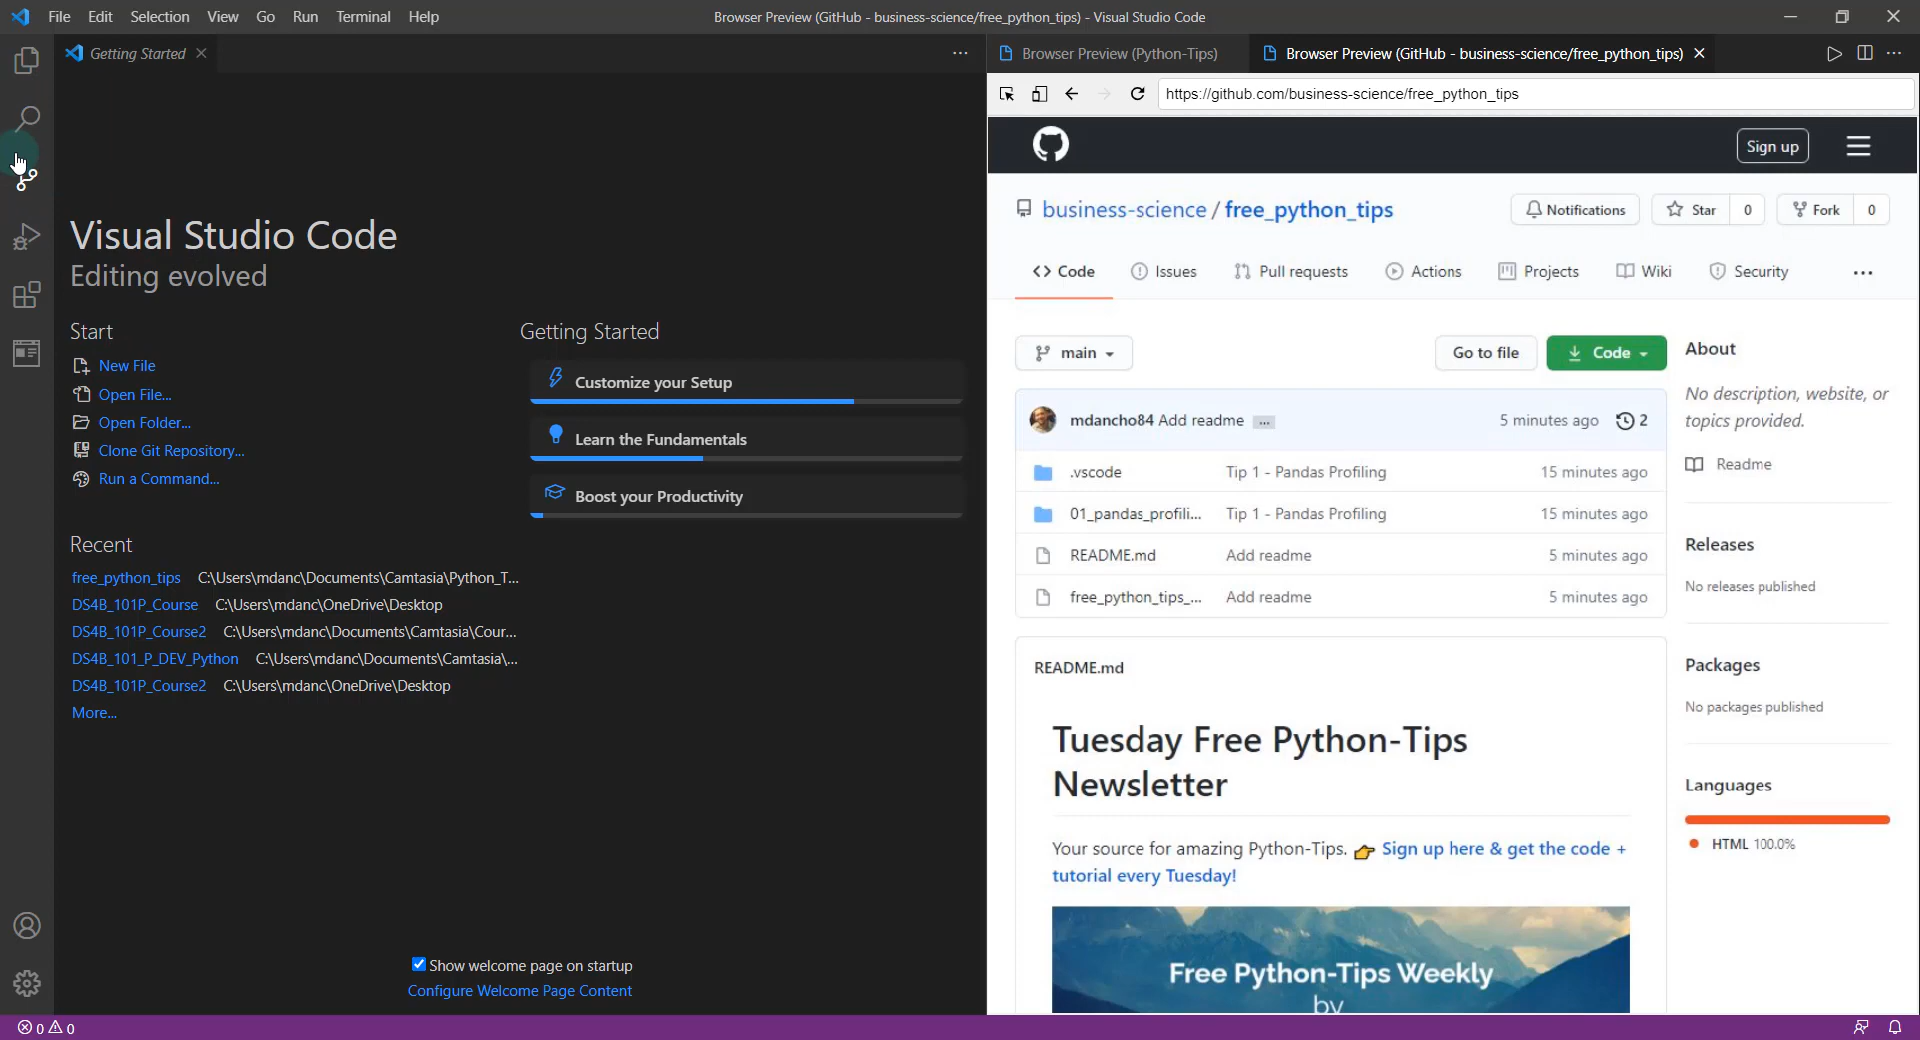 File Edit Selection View Go Run Terminal Help
Browser Preview (GitHub - business-science/free_python_tips) - Visual Studio Code
Getting Started
Browser Preview (Python-Tips)
Browser Preview (GitHub - business-science/free_python_tips)
https://github.com/business-science/free_python_tips
Visual Studio Code
Editing evolved
Start
New File
Open File...
Open Folder...
Clone Git Repository...
Run a Command...
Getting Started
Customize your Setup
Learn the Fundamentals
Boost your Productivity
Recent
free_python_tips C:\Users\mdanc\Documents\Camtasia\Python_T...
DS4B_101P_Course C:\Users\mdanc\OneDrive\Desktop
DS4B_101P_Course2 C:\Users\mdanc\Documents\Camtasia\Cour...
DS4B_101_P_DEV_Python C:\Users\mdanc\Documents\Camtasia\...
DS4B_101P_Course2 C:\Users\mdanc\OneDrive\Desktop
More...
Show welcome page on startup
Configure Welcome Page Content
0 0
Sign up
business-science / free_python_tips
Notifications Star 0 Fork 0
Code Issues Pull requests Actions Projects Wiki Security ...
main Go to file Code
mdancho84 Add readme ... 5 minutes ago 2
.vscode Tip 1 - Pandas Profiling 15 minutes ago
01_pandas_profili... Tip 1 - Pandas Profiling 15 minutes ago
README.md Add readme 5 minutes ago
free_python_tips_... Add readme 5 minutes ago
README.md
Tuesday Free Python-Tips
Newsletter
Your source for amazing Python-Tips. 👉 Sign up here & get the code +
tutorial every Tuesday!
Free Python-Tips Weekly
by
About
No description, website, or
topics provided.
Readme
Releases
No releases published
Packages
No packages published
Languages
HTML 100.0%